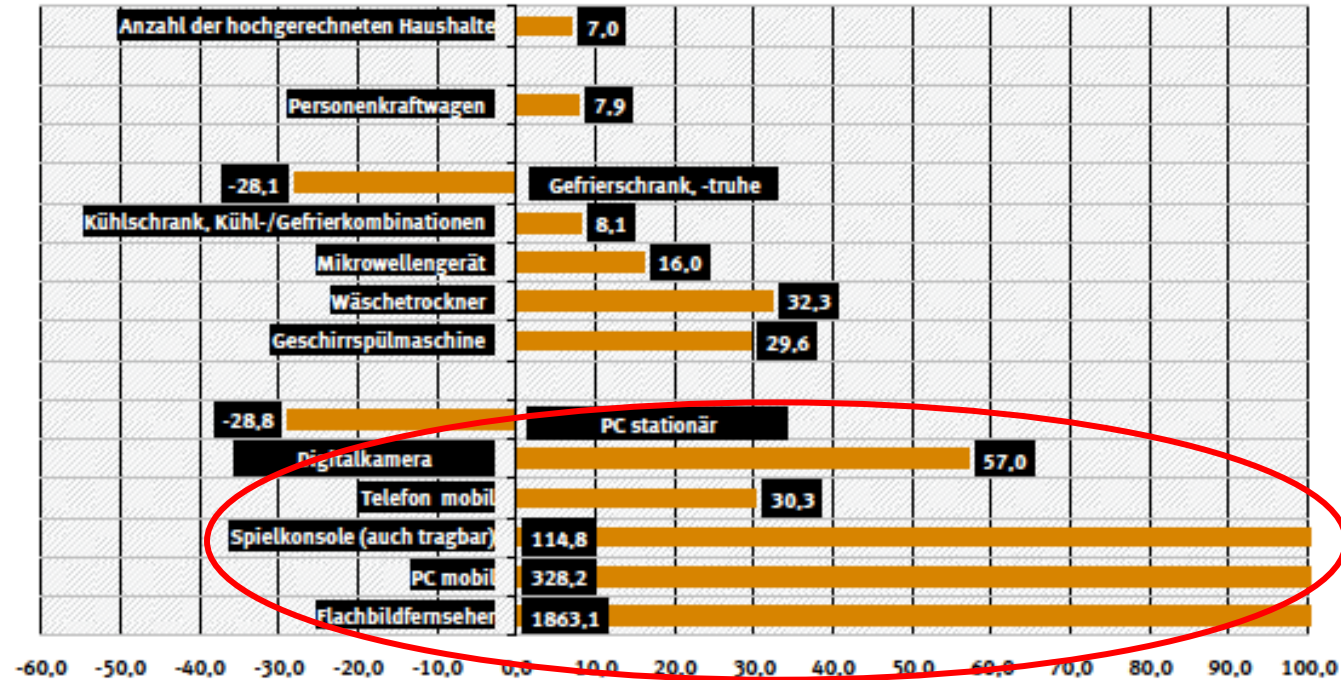 Anzahl der hochgerechneten Haushalte 7,0
Personenkraftwagen 7,9
-28,1 Gefrierschrank, -truhe
Kühlschrank, Kühl-/Gefrierkombinationen 8,1
Mikrowellengerät 16,0
Wäschetrockner 32,3
Geschirrspülmaschine 29,6
-28,8 PC stationär
Digitalkamera 57,0
Telefon mobil 30,3
Spielkonsole (auch tragbar) 114,8
PC mobil 328,2
Flachbildfernseher 1863,1
-60,0 -50,0 -40,0 -30,0 -20,0 -10,0 0,0 10,0 20,0 30,0 40,0 50,0 60,0 70,0 80,0 90,0 100,0